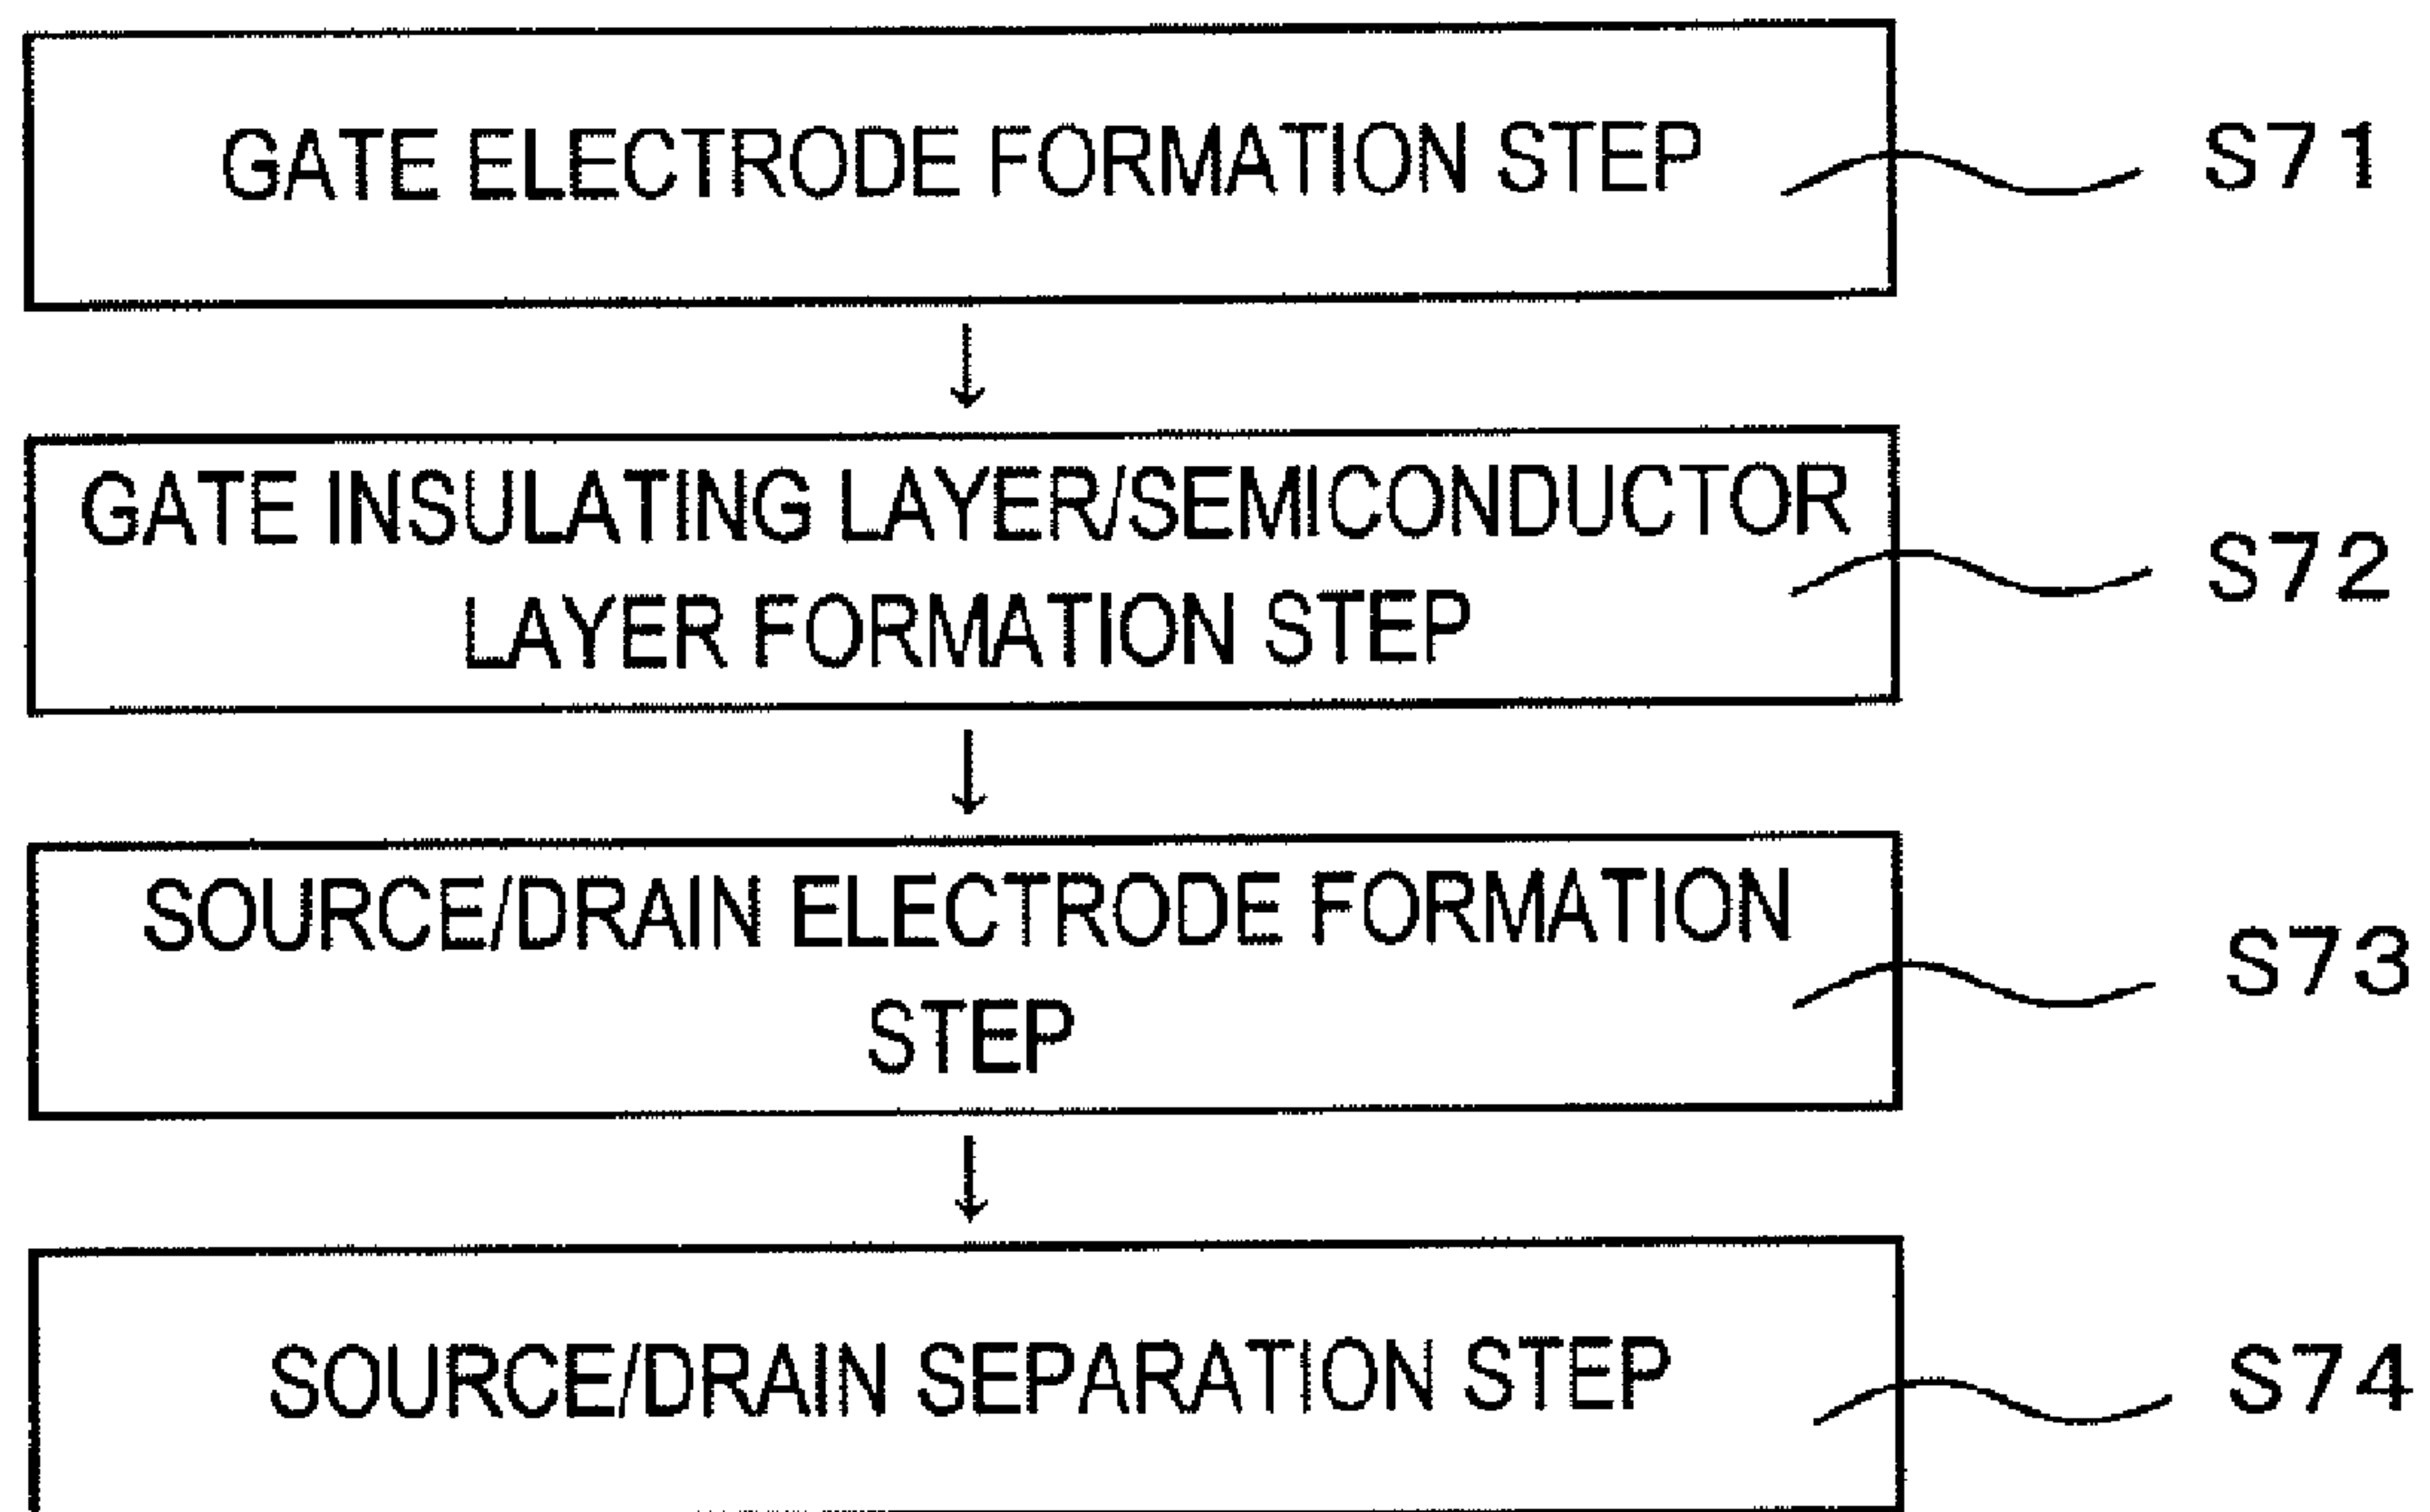 GATE ELECTRODE FORMATION STEP
S71
GATE INSULATING LAYER/SEMICONDUCTOR
LAYER FORMATION STEP
S72
SOURCE/DRAIN ELECTRODE FORMATION
STEP
S73
SOURCE/DRAIN SEPARATION STEP
S74